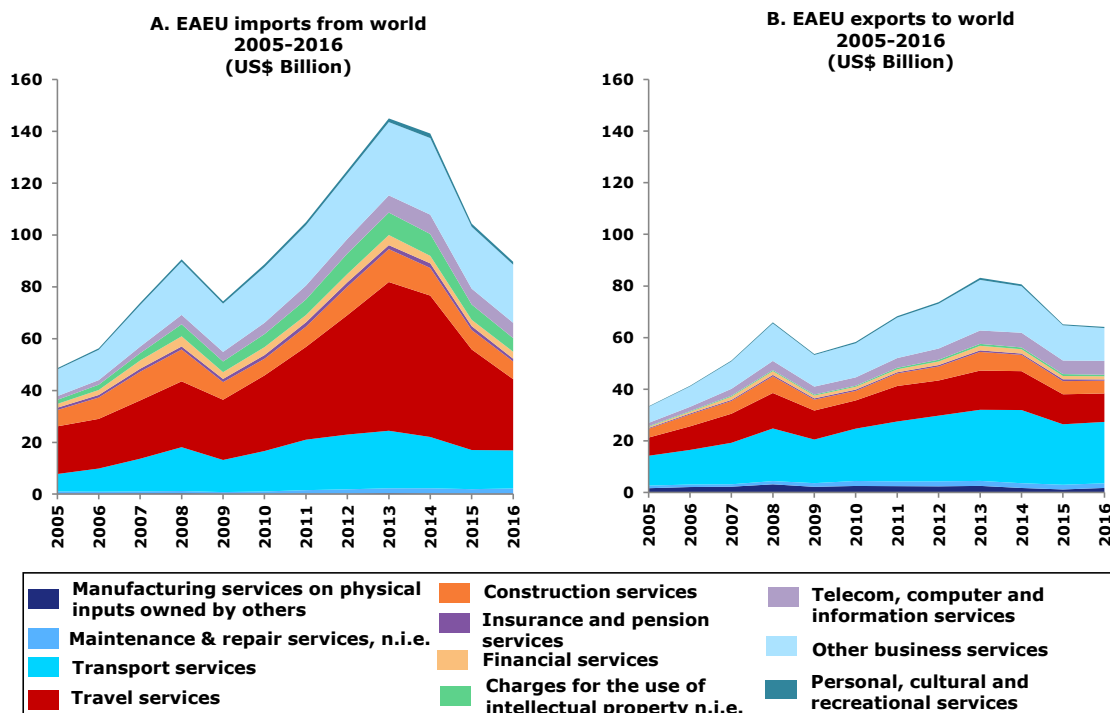 A. EAEU imports from world
2005-2016
(US$ Billion)
160
140
120
100
80
60
40
20
0
2005
2006
2007
2008
2009
2010
2011
2012
2013
2014
2015
2016
B. EAEU exports to world
2005-2016
(US$ Billion)
160
140
120
100
80
60
40
20
0
2005
2006
2007
2008
2009
2010
2011
2012
2013
2014
2015
2016
Manufacturing services on physical
inputs owned by others
Maintenance & repair services, n.i.e.
Transport services
Travel services
Construction services
Insurance and pension
services
Financial services
Charges for the use of
intellectual property n.i.e.
Telecom, computer and
information services
Other business services
Personal, cultural and
recreational services